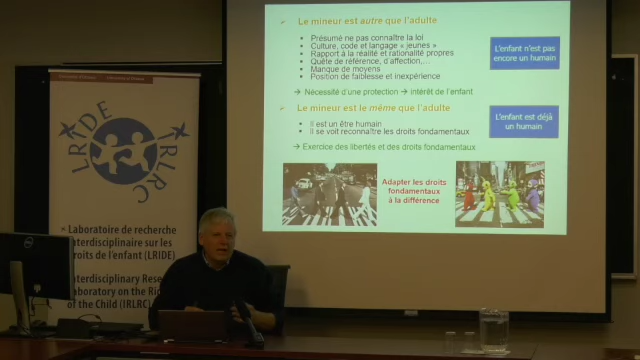 ➢ Le mineur est autre que l'adulte
• Présumé ne pas connaître la loi
• Culture, code et langage « jeunes »
• Rapport à la réalité et rationalité propres
• Quête de référence, d'affection,…
• Manque de moyens
• Position de faiblesse et inexpérience
→ Nécessité d'une protection → intérêt de l'enfant
L'enfant n'est pas
encore un humain
➢ Le mineur est le même que l'adulte
• Il est un être humain
• Il se voit reconnaître les droits fondamentaux
→ Exercice des libertés et des droits fondamentaux
L'enfant est déjà
un humain
Adapter les droits
fondamentaux
à la différence
LRIDE
IRLRC
Laboratoire de recherche
interdisciplinaire sur les
droits de l'enfant (LRIDE)
Interdisciplinary Rese
Laboratory on the Ri
of the Child (IRLRC)
DELL